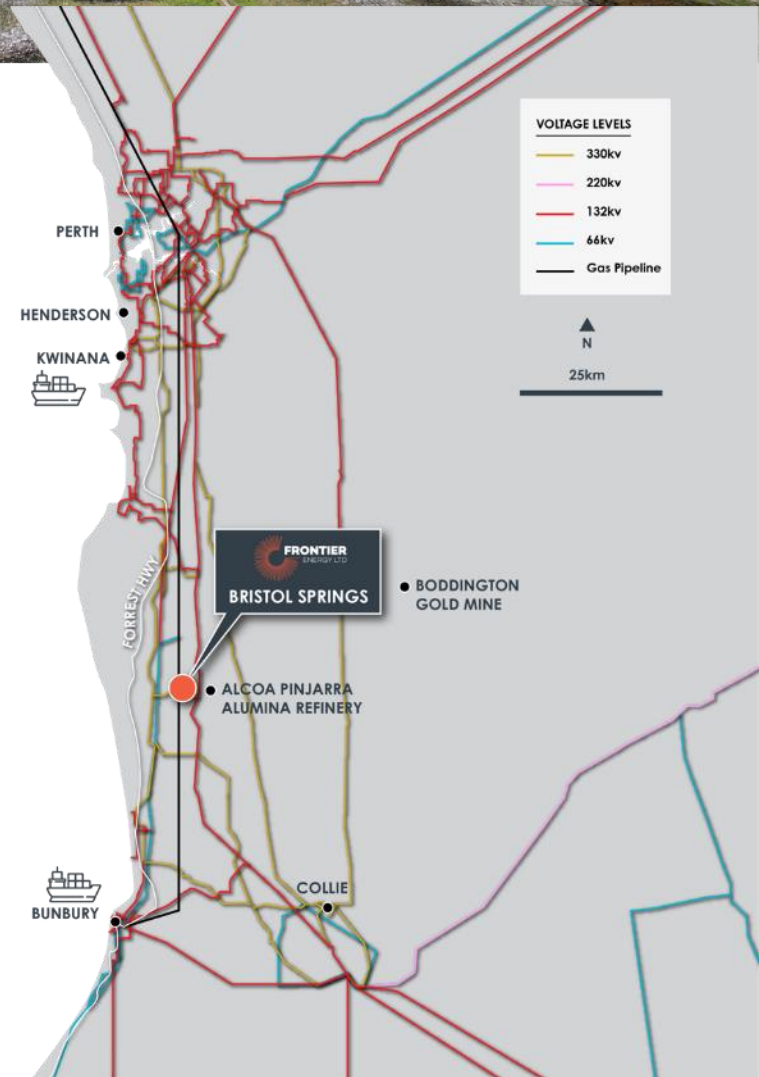 VOLTAGE LEVELS
330kv
220kv
132kv
66kv
Gas Pipeline
N
25km
PERTH
HENDERSON
KWINANA
FORREST HWY
FRONTIER
ENERGY LTD
BRISTOL SPRINGS
BODDINGTON
GOLD MINE
ALCOA PINJARRA
ALUMINA REFINERY
COLLIE
BUNBURY